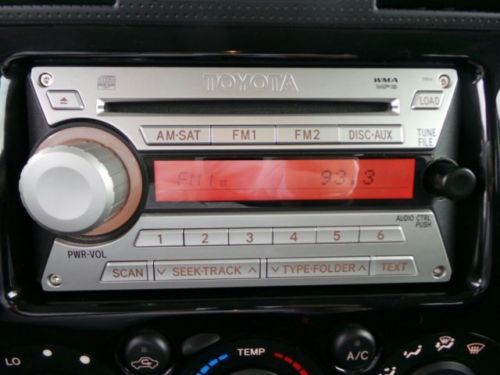 TOYOTA
WMA
MP3
LOAD
AM·SAT FM1 FM2 DISC·AUX
TUNE
FILE
FM1 93.3
AUDIO CTRL
PUSH
1 2 3 4 5 6
PWR·VOL
SCAN ∨ SEEK·TRACK ∧ ∨ TYPE·FOLDER ∧ TEXT
LO
TEMP
A/C